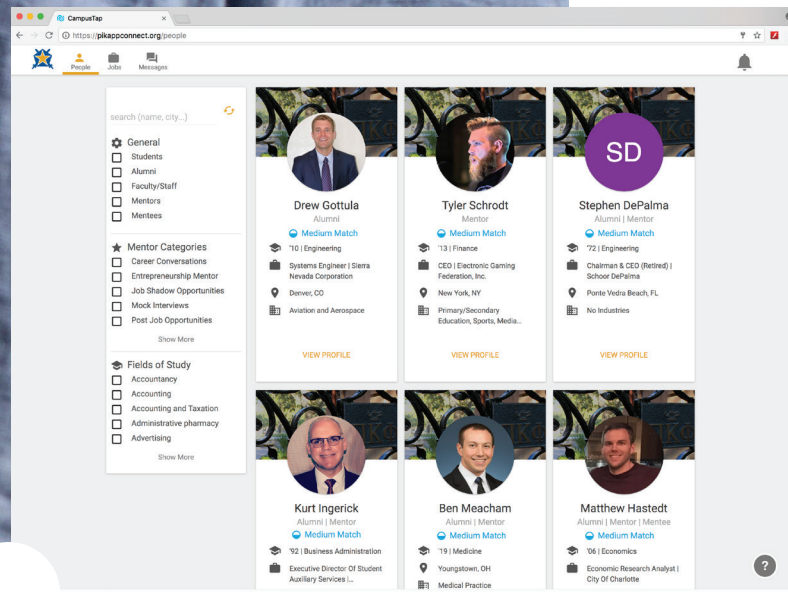 CampusTap
https://pikappconnect.org/people
People
Jobs
Messages
search (name, city...)
General
Students
Alumni
Faculty/Staff
Mentors
Mentees
Mentor Categories
Career Conversations
Entrepreneurship Mentor
Job Shadow Opportunities
Mock Interviews
Post Job Opportunities
Show More
Fields of Study
Accountancy
Accounting
Accounting and Taxation
Administrative pharmacy
Advertising
Show More
Drew Gottula
Alumni
Medium Match
'10 | Engineering
Systems Engineer | Sierra
Nevada Corporation
Denver, CO
Aviation and Aerospace
VIEW PROFILE
Tyler Schrodt
Mentor
Medium Match
'13 | Finance
CEO | Electronic Gaming
Federation, Inc.
New York, NY
Primary/Secondary
Education, Sports, Media...
VIEW PROFILE
SD
Stephen DePalma
Alumni | Mentor
Medium Match
'72 | Engineering
Chairman & CEO (Retired) |
Schoor DePalma
Ponte Vedra Beach, FL
No Industries
VIEW PROFILE
Kurt Ingerick
Alumni | Mentor
Medium Match
'92 | Business Administration
Executive Director Of Student
Auxiliary Services |...
Ben Meacham
Alumni | Mentor
Medium Match
'19 | Medicine
Youngstown, OH
Medical Practice
Matthew Hastedt
Alumni | Mentor | Mentee
Medium Match
'06 | Economics
Economic Research Analyst |
City Of Charlotte
?